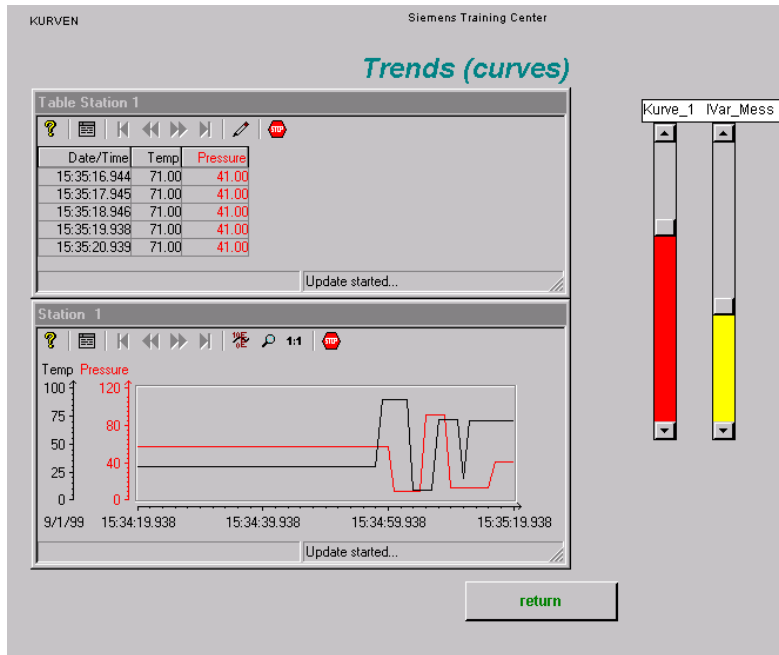 KURVEN
Siemens Training Center
Trends (curves)
Table Station 1
STOP
Date/Time Temp Pressure
15:35:16.944 71.00 41.00
15:35:17.945 71.00 41.00
15:35:18.946 71.00 41.00
15:35:19.938 71.00 41.00
15:35:20.939 71.00 41.00
Update started...
Kurve_1 IVar_Mess
Station 1
1:1 STOP
Temp Pressure
100 120
75 80
50 40
25
0 0
9/1/99 15:34:19.938 15:34:39.938 15:34:59.938 15:35:19.938
Update started...
return